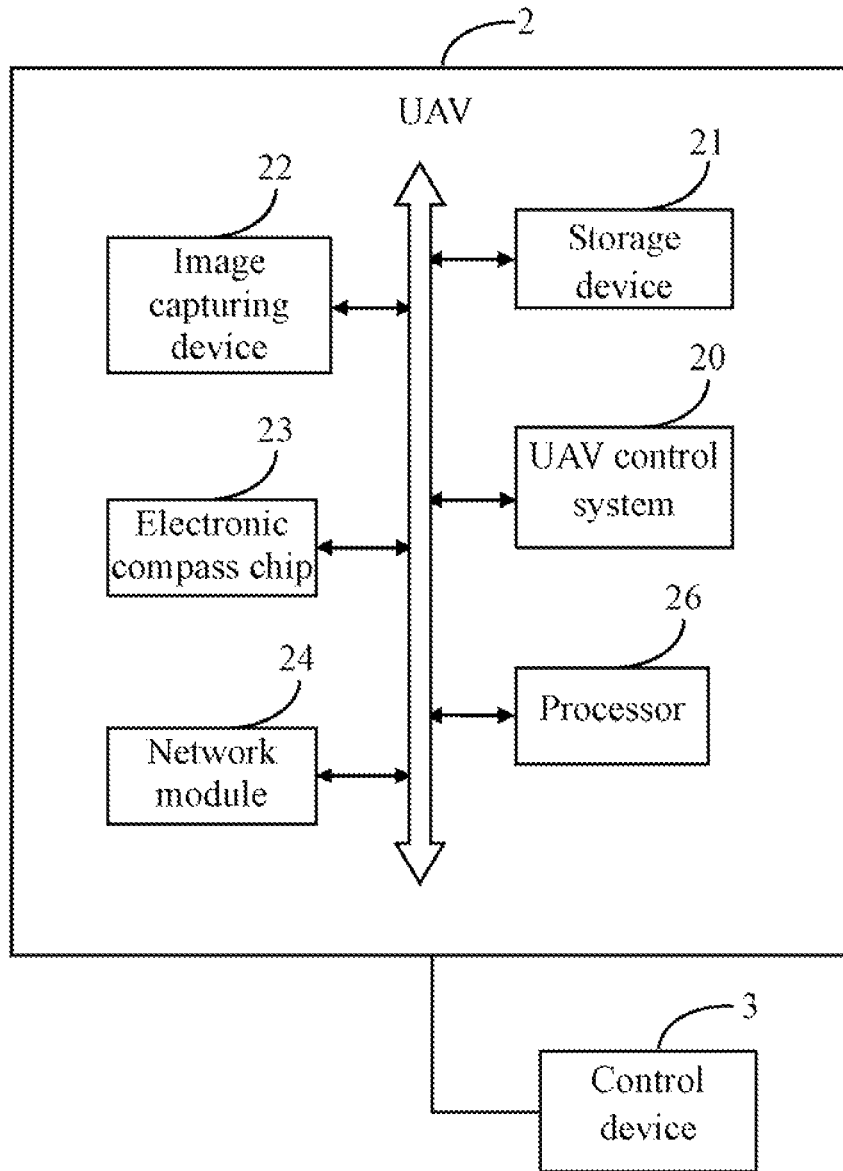 2
UAV
22
Image
capturing
device
21
Storage
device
20
UAV control
system
23
Electronic
compass chip
26
Processor
24
Network
module
3
Control
device